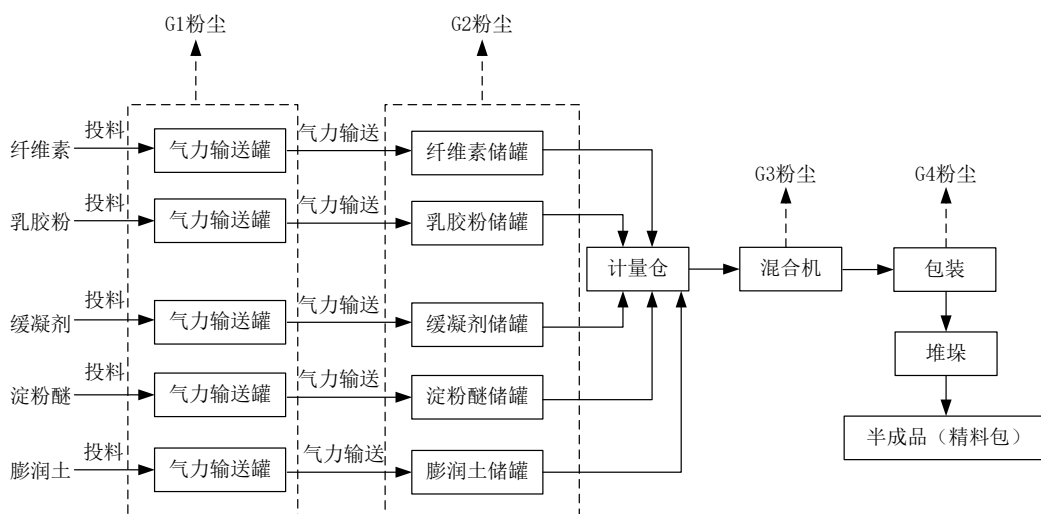 G1粉尘
G2粉尘
纤维素
投料
气力输送罐
气力输送
纤维素储罐
乳胶粉
投料
气力输送罐
气力输送
乳胶粉储罐
缓凝剂
投料
气力输送罐
气力输送
缓凝剂储罐
淀粉醚
投料
气力输送罐
气力输送
淀粉醚储罐
膨润土
投料
气力输送罐
气力输送
膨润土储罐
计量仓
G3粉尘
混合机
G4粉尘
包装
堆垛
半成品（精料包）